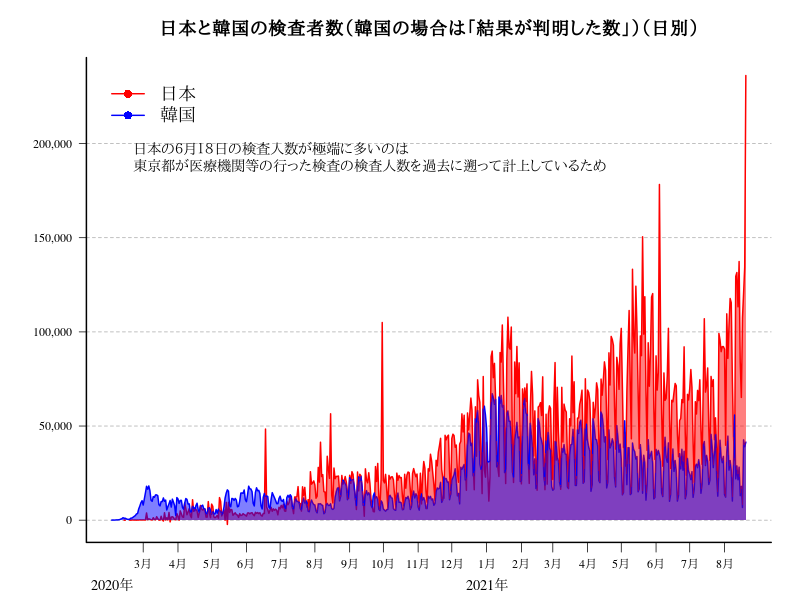 日本と韓国の検査者数(韓国の場合は「結果が判明した数」)(日別)
日本
韓国
日本の6月18日の検査人数が極端に多いのは
東京都が医療機関等の行った検査の検査人数を過去に遡って計上しているため
200,000
150,000
100,000
50,000
0
3月 4月 5月 6月 7月 8月 9月 10月 11月 12月 1月 2月 3月 4月 5月 6月 7月 8月
2020年 2021年